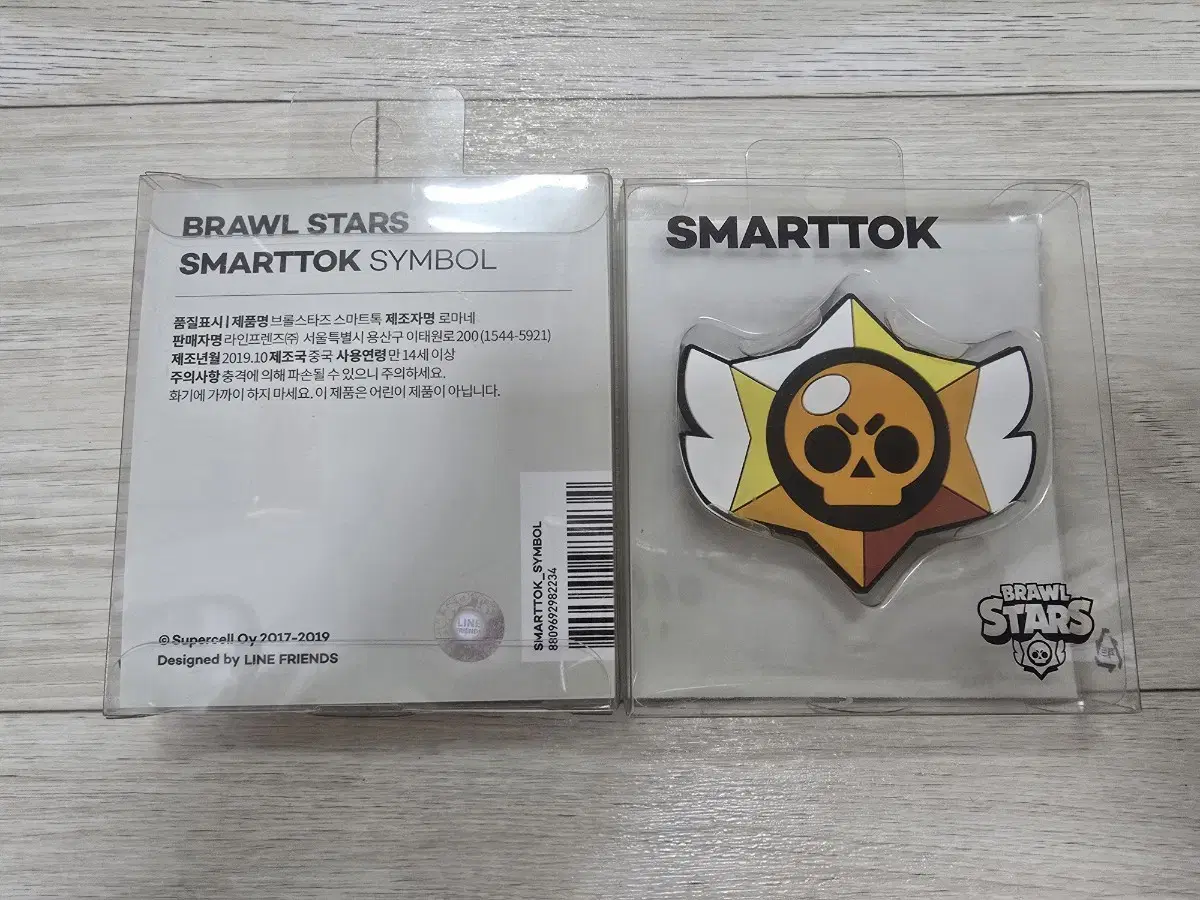 BRAWL STARS
SMARTTOK SYMBOL
품질표시 | 제품명 브롤스타즈 스마트톡 제조자명 로마네
판매자명 라인프렌즈㈜ 서울특별시 용산구 이태원로 200 (1544-5921)
제조년월 2019.10 제조국 중국 사용연령 만 14세 이상
주의사항 충격에 의해 파손될 수 있으니 주의하세요.
화기에 가까이 하지 마세요. 이 제품은 어린이 제품이 아닙니다.
SMARTTOK_SYMBOL
8809692982234
LINE
FRIENDS
© Supercell Oy 2017-2019
Designed by LINE FRIENDS
SMARTTOK
BRAWL
STARS